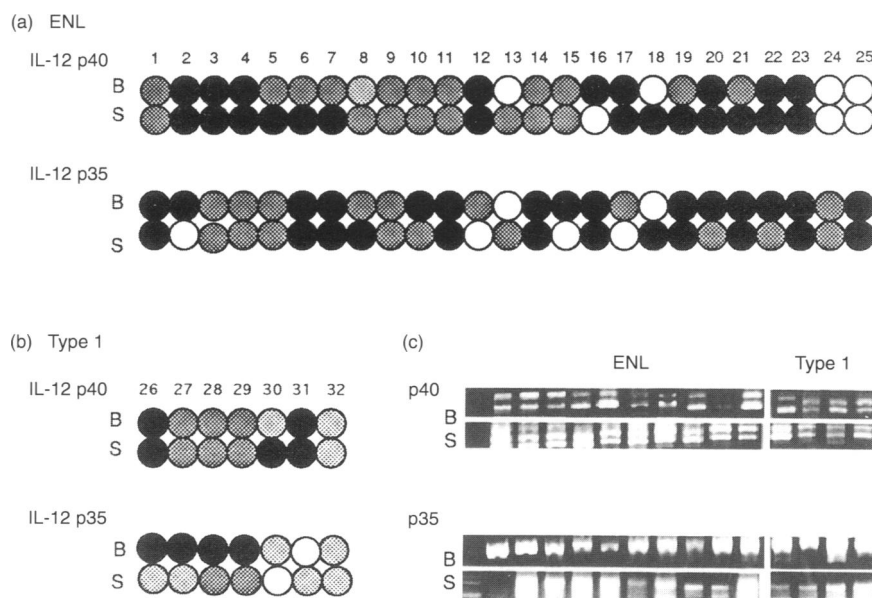 (a) ENL
IL-12 p40 1 2 3 4 5 6 7 8 9 10 11 12 13 14 15 16 17 18 19 20 21 22 23 24 25
B
S
IL-12 p35
B
S
(b) Type 1
IL-12 p40 26 27 28 29 30 31 32
B
S
IL-12 p35
B
S
(c)
ENL Type 1
p40
B
S
p35
B
S